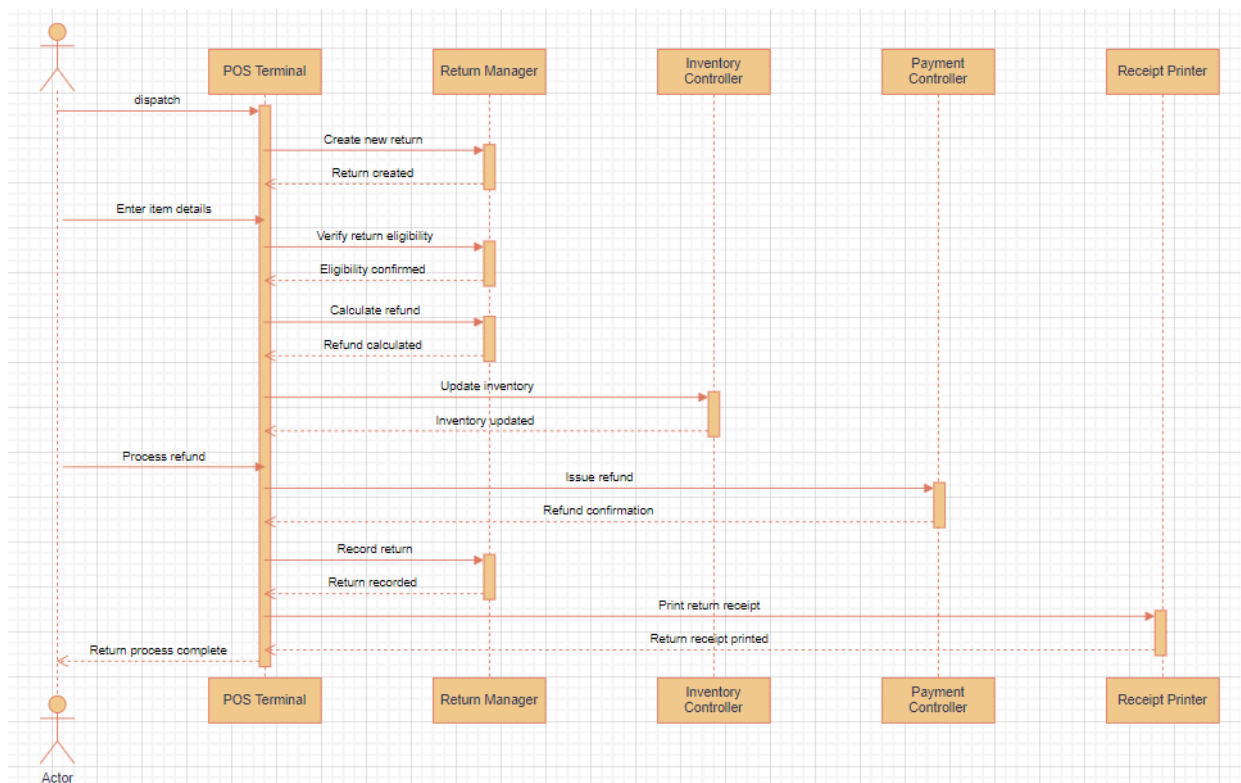 POS Terminal
Return Manager
Inventory
Controller
Payment
Controller
Receipt Printer
dispatch
Create new return
Return created
Enter item details
Verify return eligibility
Eligibility confirmed
Calculate refund
Refund calculated
Update inventory
Inventory updated
Process refund
Issue refund
Refund confirmation
Record return
Return recorded
Print return receipt
Return receipt printed
Return process complete
POS Terminal
Return Manager
Inventory
Controller
Payment
Controller
Receipt Printer
Actor